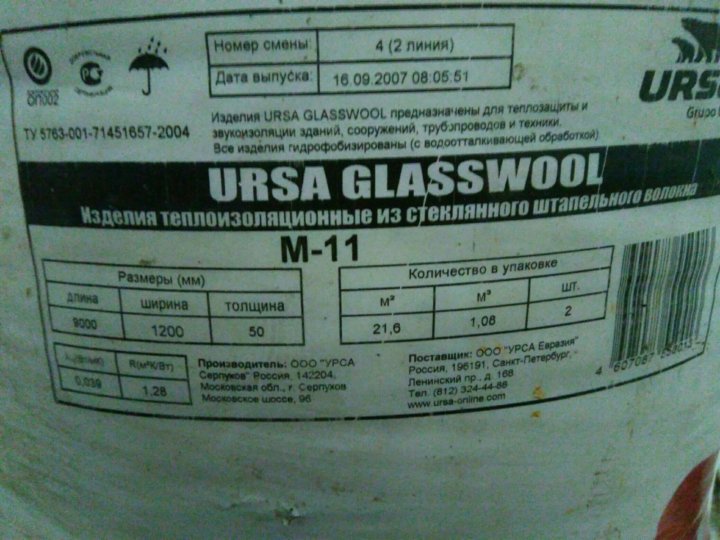 Номер смены: 4 (2 линия)
Дата выпуска: 16.09.2007 08:05:51
URSA
Grupo
ОП002
ТУ 5763-001-71451657-2004
Изделия URSA GLASSWOOL предназначены для теплозащиты и
звукоизоляции зданий, сооружений, трубопроводов и техники.
Все изделия гидрофобизированы (с водоотталкивающей обработкой)
URSA GLASSWOOL
Изделия теплоизоляционные из стеклянного штапельного волокна
М-11
Размеры (мм)
длина ширина толщина
9000 1200 50
Количество в упаковке
м² м³ шт.
21,6 1,08 2
R(м²К/Вт)
0,039 1,28
Производитель: ООО "УРСА
Серпухов" Россия, 142204,
Московская обл., г. Серпухов
Московское шоссе, 96
Поставщик: ООО "УРСА Евразия"
Россия, 196191, Санкт-Петербург,
Ленинский пр., д. 168
Тел. (812) 324-44-88
www.ursa-online.com